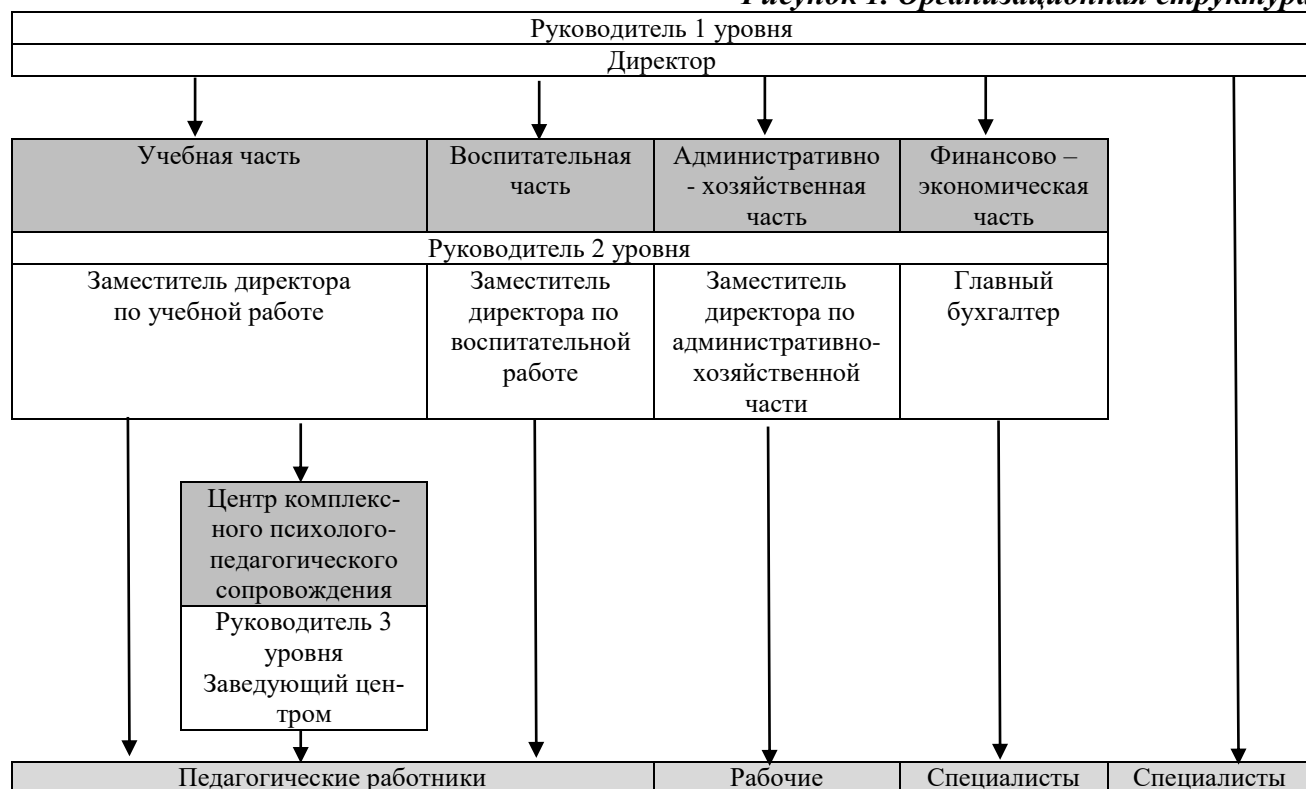 Рисунок 1. Организационная структура
Руководитель 1 уровня
Директор
Учебная часть
Воспитательная
часть
Административно
- хозяйственная
часть
Финансово –
экономическая
часть
Руководитель 2 уровня
Заместитель директора
по учебной работе
Заместитель
директора по
воспитательной
работе
Заместитель
директора по
административно-
хозяйственной
части
Главный
бухгалтер
Центр комплекс-
ного психолого-
педагогического
сопровождения
Руководитель 3
уровня
Заведующий цен-
тром
Педагогические работники
Рабочие
Специалисты
Специалисты